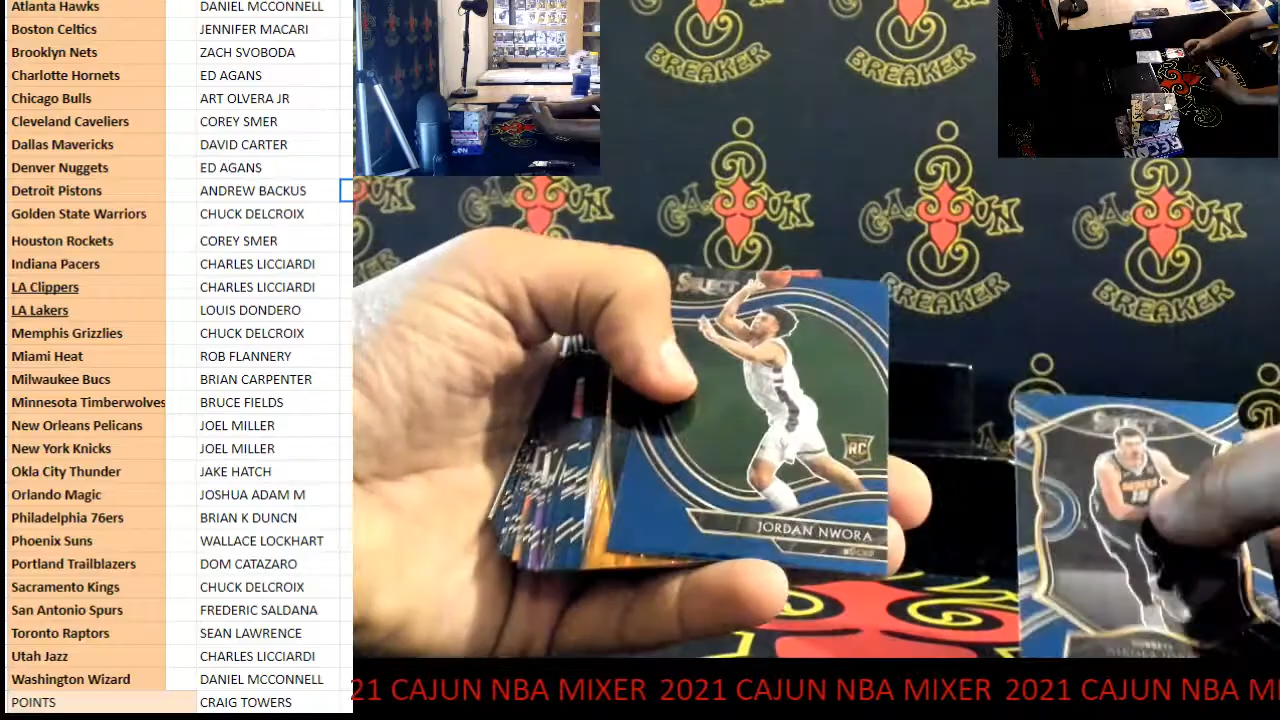 Atlanta Hawks DANIEL MCCONNELL
Boston Celtics JENNIFER MACARI
Brooklyn Nets ZACH SOBODA
Charlotte Hornets ED AGANS
Chicago Bulls ART OLVERA JR
Cleveland Caveliers COREY SMER
Dallas Mavericks DAVID CARTER
Denver Nuggets ED AGANS
Detroit Pistons ANDREW BACKUS
Golden State Warriors CHUCK DELCROIX
Houston Rockets COREY SMER
Indiana Pacers CHARLES LICCIARDI
LA Clippers CHARLES LICCIARDI
LA Lakers LOUIS DONDERO
Memphis Grizzlies CHUCK DELCROIX
Miami Heat ROB FLANNERY
Milwaukee Bucs BRIAN CARPENTER
Minnesota Timberwolves BRUCE FIELDS
New Orleans Pelicans JOEL MILLER
New York Knicks JOEL MILLER
Okla City Thunder JAKE HATCH
Orlando Magic JOSHUA ADAM M
Philadelphia 76ers BRIAN K DUNCN
Phoenix Suns WALLACE LOCKHART
Portland Trailblazers DOM CATAZARO
Sacramento Kings CHUCK DELCROIX
San Antonio Spurs FREDERIC SALDANA
Toronto Raptors SEAN LAWRENCE
Utah Jazz CHARLES LICCIARDI
Washington Wizard DANIEL MCCONNELL
POINTS CRAIG TOWERS
BREAKER BREAKER
CAJUN CAJUN
BREAKER BREAKER
SELECT
RC
JORDAN NWORA
BUCKS
21 CAJUN NBA MIXER 2021 CAJUN NBA MIXER 2021 CAJUN NBA MI